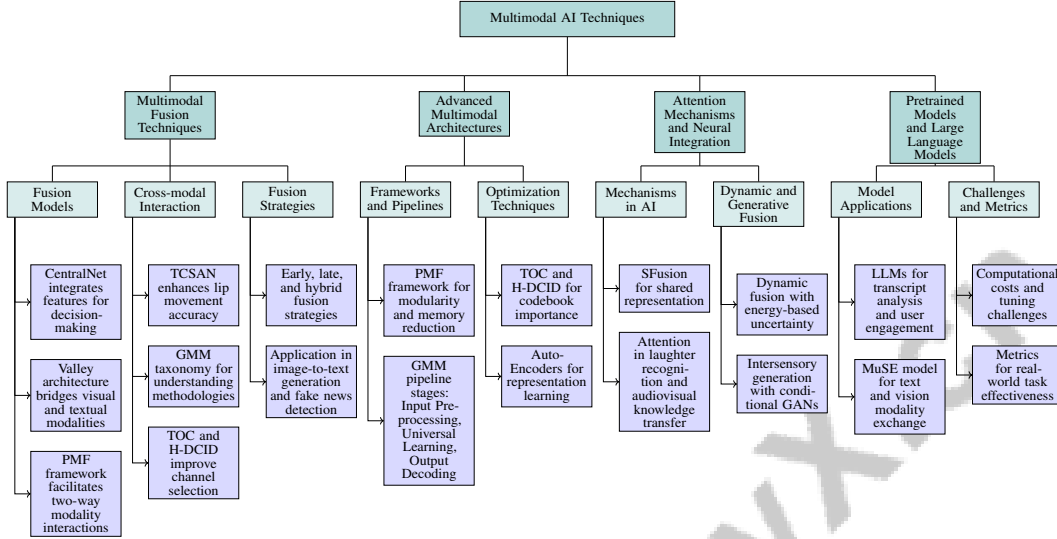 Multimodal AI Techniques
Multimodal
Fusion
Techniques
Advanced
Multimodal
Architectures
Attention
Mechanisms
and Neural
Integration
Pretrained
Models
and Large
Language
Models
Fusion
Models
Cross-modal
Interaction
Fusion
Strategies
Frameworks
and Pipelines
Optimization
Techniques
Mechanisms
in AI
Dynamic and
Generative Fusion
Model
Applications
Challenges
and Metrics
CentralNet
integrates
features for
decision-
making
Valley
architecture
bridges visual
and textual
modalities
PMF
framework
facilitates
two-way
modality
interactions
TCSAN
enhances lip
movement
accuracy
GMM
taxonomy for
understanding
methodologies
TOC and
H-DCID
improve
channel
selection
Early, late,
and hybrid
fusion
strategies
Application in
image-to-text
generation
and fake news
detection
PMF
framework for
modularity
and memory
reduction
GMM
pipeline
stages:
Input Pre-
processing,
Universal
Learning,
Output
Decoding
TOC and
H-DCID for
codebook
importance
Auto-
Encoders for
representation
learning
SFusion
for shared
representation
Attention
in laughter
recogni-
tion and
audiovisual
knowledge
transfer
Dynamic
fusion with
energy-based
uncertainty
Intersensory
generation
with condi-
tional GANs
LLMs for
transcript
analysis
and user
engagement
MuSE model
for text
and vision
modality
exchange
Computational
costs and
tuning
challenges
Metrics
for real-
world task
effectiveness